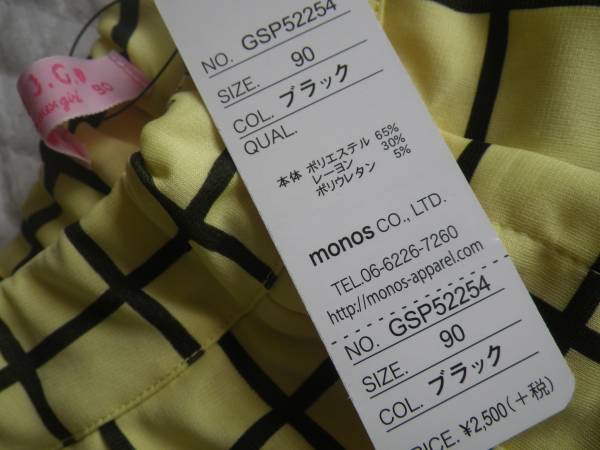 NO. GSP52254
SIZE. 90
COL. ブラック
QUAL.
本体 ポリエステル 65%
レーヨン 30%
ポリウレタン 5%
monos CO., LTD.
TEL.06-6226-7260
http://monos-apparel.com
NO. GSP52254
SIZE. 90
COL. ブラック
PRICE. ¥2,500(+税)
90